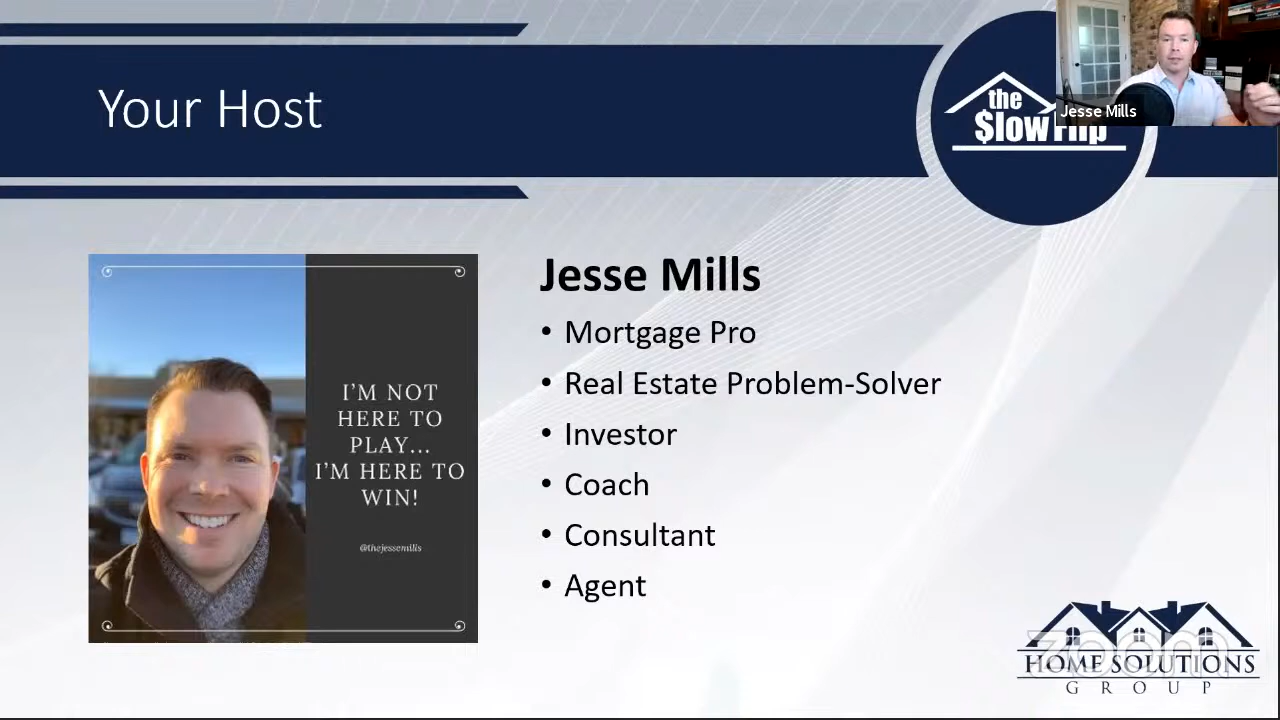 Your Host
the
$low Flip
Jesse Mills
Jesse Mills
• Mortgage Pro
• Real Estate Problem-Solver
• Investor
• Coach
• Consultant
• Agent
I'M NOT
HERE TO
PLAY...
I'M HERE TO
WIN!
@thejessemills
zoom
HOME SOLUTIONS
GROUP